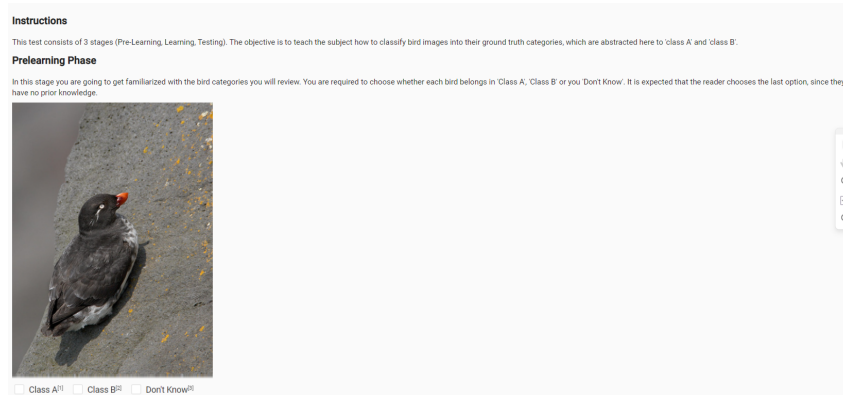 Instructions
This test consists of 3 stages (Pre-Learning, Learning, Testing). The objective is to teach the subject how to classify bird images into their ground truth categories, which are abstracted here to 'class A' and 'class B'.
Prelearning Phase
In this stage you are going to get familiarized with the bird categories you will review. You are required to choose whether each bird belongs in 'Class A', 'Class B' or you 'Don't Know'. It is expected that the reader chooses the last option, since they
have no prior knowledge.
Class A[1] Class B[2] Don't Know[3]